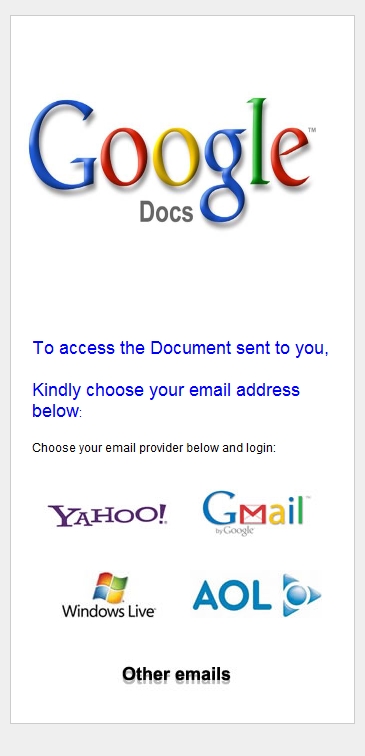 Google™
Docs
To access the Document sent to you,
Kindly choose your email address
below:
Choose your email provider below and login:
YAHOO!
Gmail™
by Google
Windows Live
AOL
Other emails